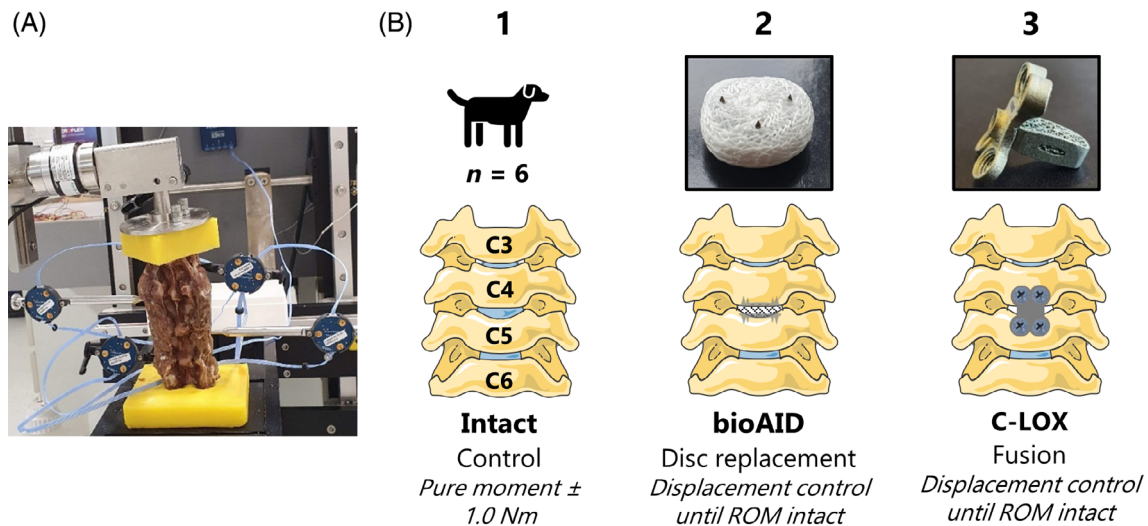 (A)
(B)
1
2
3
n = 6
C3
C4
C5
C6
Intact
Control
Pure moment ±
1.0 Nm
bioAID
Disc replacement
Displacement control
until ROM intact
C-LOX
Fusion
Displacement control
until ROM intact